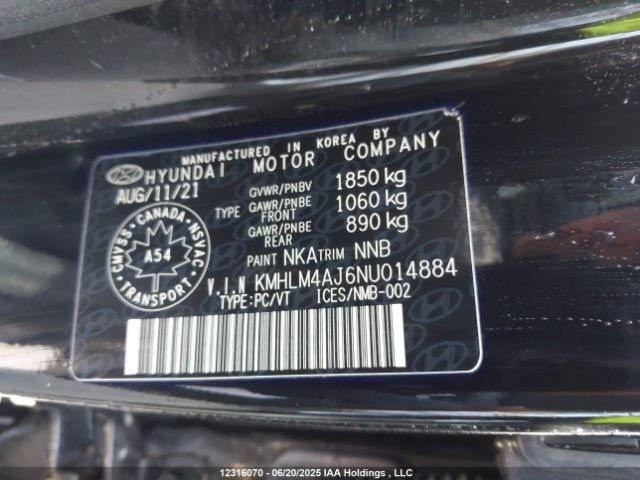 MANUFACTURED IN KOREA BY
HYUNDAI MOTOR COMPANY
AUG/11/21
GVWR/PNBV 1850 kg
TYPE GAWR/PNBE FRONT 1060 kg
GAWR/PNBE REAR 890 kg
PAINT NKA TRIM NNB
CMVSS - CANADA - NSVAC
A54
TRANSPORT
V.I.N KMHLM4AJ6NU014884
TYPE:PC/VT ICES/NMB-002
12316070 - 06/20/2025 IAA Holdings , LLC